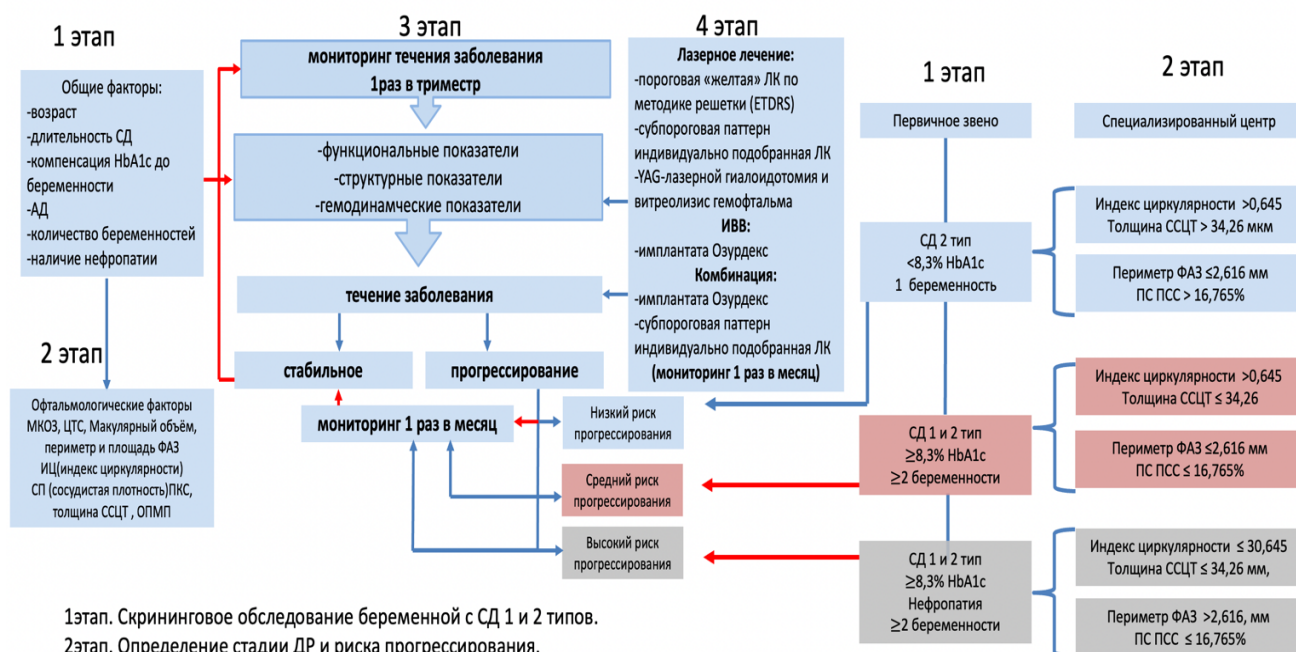 1 этап
Общие факторы:
-возраст
-длительность СД
-компенсация HbA1c до
беременности
-АД
-количество беременностей
-наличие нефропатии
2 этап
Офтальмологические факторы
МКОЗ, ЦТС, Макулярный объём,
периметр и площадь ФАЗ
ИЦ(индекс циркулярности)
СП (сосудистая плотность)ПКС,
толщина ССЦТ , ОПМП
3 этап
мониторинг течения заболевания
1раз в триместр
-функциональные показатели
-структурные показатели
-гемодинамческие показатели
течение заболевания
стабильное
прогрессирование
мониторинг 1 раз в месяц
4 этап
Лазерное лечение:
-пороговая «желтая» ЛК по
методике решетки (ETDRS)
-субпороговая паттерн
индивидуально подобранная ЛК
-YAG-лазерной гиалоидотомия и
витреолизис гемофтальма
ИВВ:
-имплантата Озурдекс
Комбинация:
-имплантата Озурдекс
-субпороговая паттерн
индивидуально подобранная ЛК
(мониторинг 1 раз в месяц)
Низкий риск
прогрессирования
Средний риск
прогрессирования
Высокий риск
прогрессирования
1 этап
Первичное звено
СД 2 тип
<8,3% HbA1c
1 беременность
СД 1 и 2 тип
≥8,3% HbA1c
≥2 беременности
СД 1 и 2 тип
≥8,3% HbA1c
Нефропатия
≥2 беременности
2 этап
Специализированный центр
Индекс циркулярности >0,645
Толщина ССЦТ > 34,26 мкм
Периметр ФАЗ ≤2,616 мм
ПС ПСС > 16,765%
Индекс циркулярности >0,645
Толщина ССЦТ ≤ 34,26
Периметр ФАЗ ≤2,616 мм
ПС ПСС ≤ 16,765%
Индекс циркулярности ≤ 30,645
Толщина ССЦТ ≤ 34,26 мм,
Периметр ФАЗ >2,616, мм
ПС ПСС ≤ 16,765%
1этап. Скрининговое обследование беременной с СД 1 и 2 типов.
2этап. Определение стадии ДР и риска прогрессирования.